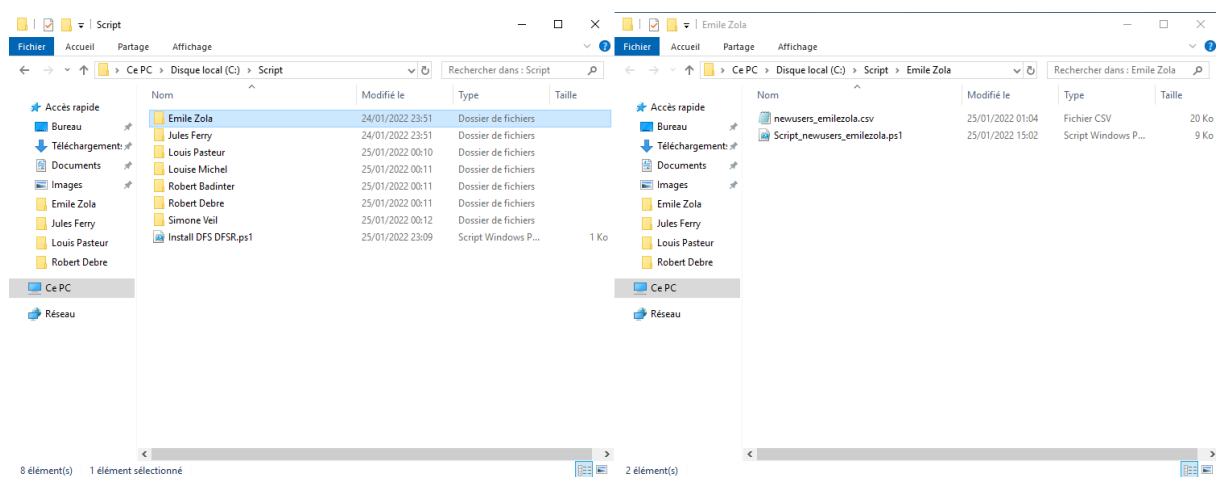 Script
Fichier Accueil Partage Affichage
Ce PC > Disque local (C:) > Script
Rechercher dans : Script
Accès rapide
Bureau
Téléchargements
Documents
Images
Emile Zola
Jules Ferry
Louis Pasteur
Robert Debre
Ce PC
Réseau
Nom Modifié le Type Taille
Emile Zola 24/01/2022 23:51 Dossier de fichiers
Jules Ferry 24/01/2022 23:51 Dossier de fichiers
Louis Pasteur 25/01/2022 00:10 Dossier de fichiers
Louise Michel 25/01/2022 00:11 Dossier de fichiers
Robert Badinter 25/01/2022 00:11 Dossier de fichiers
Robert Debre 25/01/2022 00:11 Dossier de fichiers
Simone Veil 25/01/2022 00:12 Dossier de fichiers
Install DFS DFSR.ps1 25/01/2022 23:09 Script Windows P... 1 Ko
8 élément(s) 1 élément sélectionné
Emile Zola
Fichier Accueil Partage Affichage
Ce PC > Disque local (C:) > Script > Emile Zola
Rechercher dans : Emile Zola
Accès rapide
Bureau
Téléchargements
Documents
Images
Emile Zola
Jules Ferry
Louis Pasteur
Robert Debre
Ce PC
Réseau
Nom Modifié le Type Taille
newusers_emilezola.csv 25/01/2022 01:04 Fichier CSV 20 Ko
Script_newusers_emilezola.ps1 25/01/2022 15:02 Script Windows P... 9 Ko
2 élément(s)